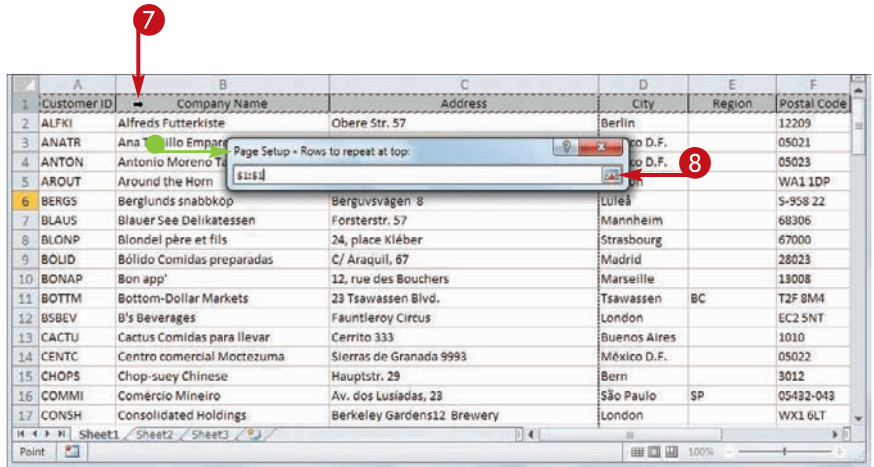 7
A B C D E F
1 Customer ID Company Name Address City Region Postal Code
2 ALFKI Alfreds Futterkiste Obere Str. 57 Berlin 12209
3 ANATR Ana illo Empare co D.F. 05021
Page Setup - Rows to repeat at top:
4 ANTON Antonio Moreno Ta co D.F. 05023
8
$1:$1
5 AROUT Around the Horn on WA1 1DP
6 BERGS Berglunds snabbköp Berguvsvägen 8 Luleå S-958 22
7 BLAUS Blauer See Delikatessen Forsterstr. 57 Mannheim 68306
8 BLONP Blondel père et fils 24, place Kléber Strasbourg 67000
9 BOLID Bólido Comidas preparadas C/ Araquil, 67 Madrid 28023
10 BONAP Bon app' 12, rue des Bouchers Marseille 13008
11 BOTTM Bottom-Dollar Markets 23 Tsawassen Blvd. Tsawassen BC T2F 8M4
12 BSBEV B's Beverages Fauntleroy Circus London EC2 5NT
13 CACTU Cactus Comidas para llevar Cerrito 333 Buenos Aires 1010
14 CENTC Centro comercial Moctezuma Sierras de Granada 9993 México D.F. 05022
15 CHOPS Chop-suey Chinese Hauptstr. 29 Bern 3012
16 COMMI Comércio Mineiro Av. dos Lusíadas, 23 São Paulo SP 05432-043
17 CONSH Consolidated Holdings Berkeley Gardens12 Brewery London WX1 6LT
Sheet1 Sheet2 Sheet3
Point 100%